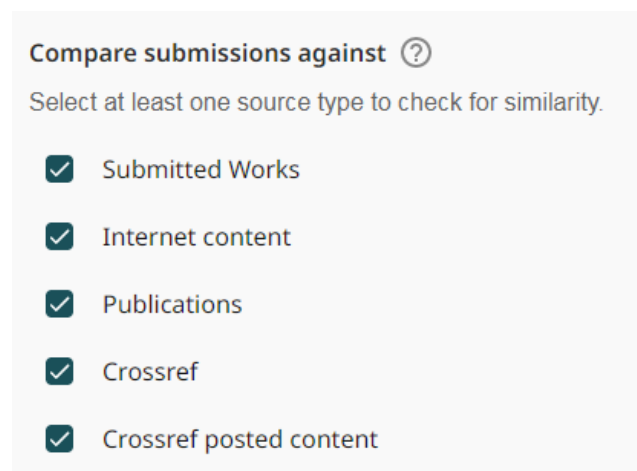 Compare submissions against ?
Select at least one source type to check for similarity.
Submitted Works
Internet content
Publications
Crossref
Crossref posted content